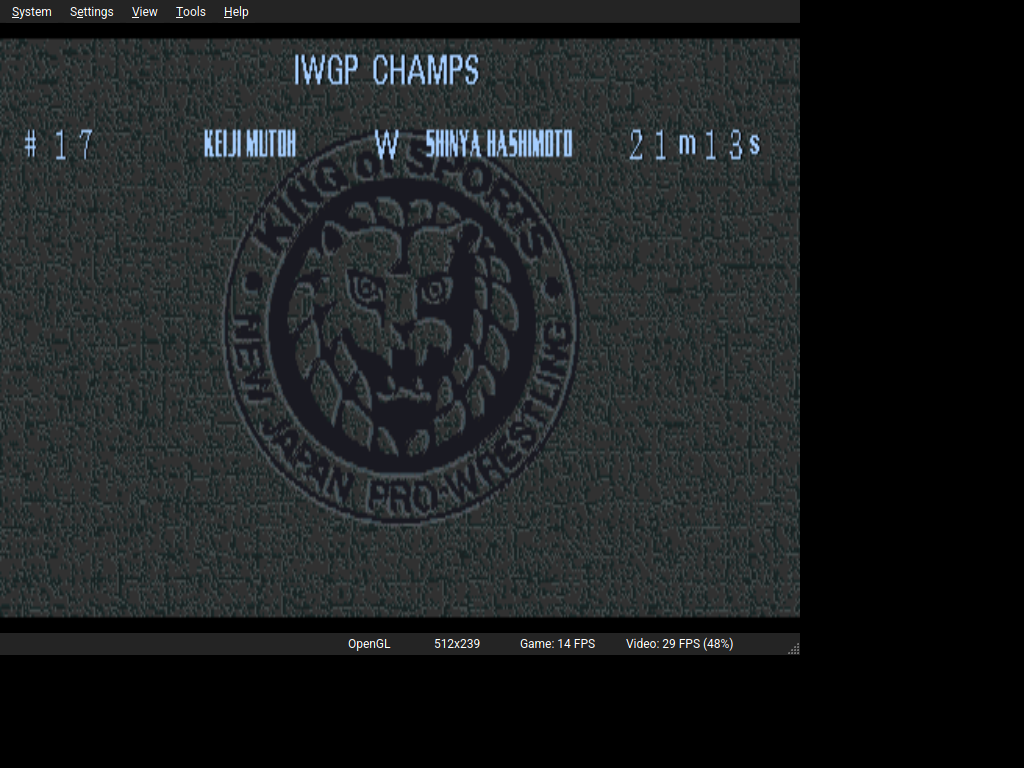 System Settings View Tools Help
IWGP CHAMPS
# 17 KEIJI MUTOH W SHINYA HASHIMOTO 21m13s
KING of SPORTS
NEW JAPAN PRO-WRESTLING
OpenGL 512x239 Game: 14 FPS Video: 29 FPS (48%)